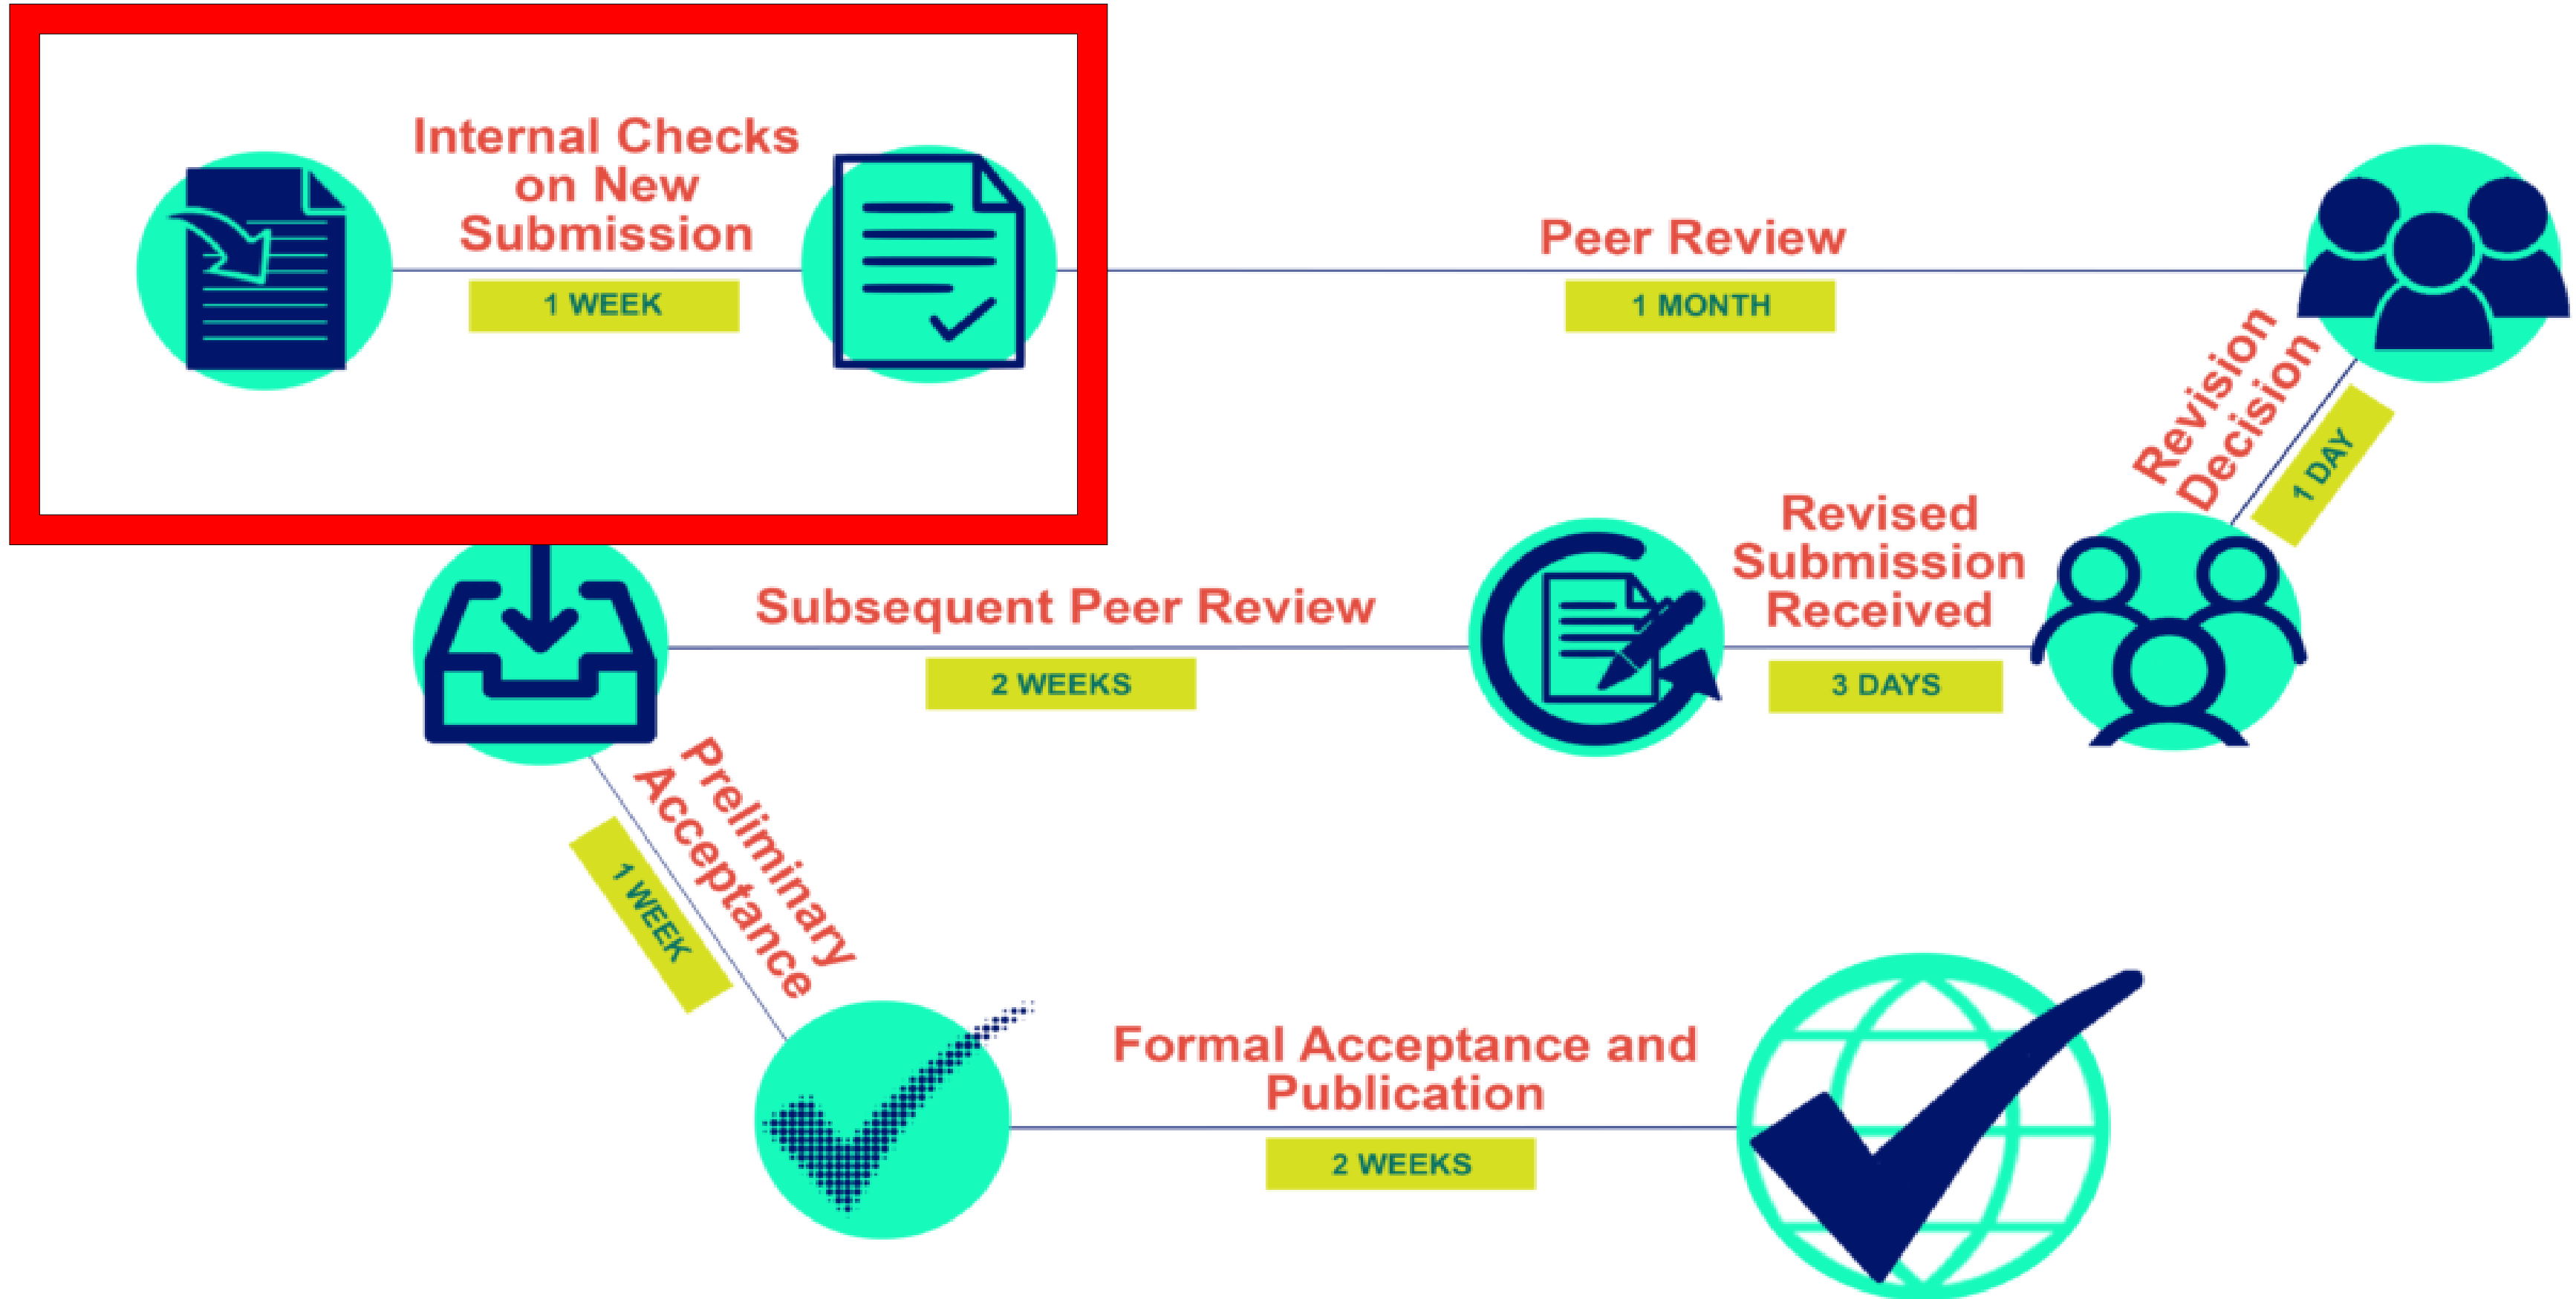 Internal Checks
on New
Submission
1 WEEK
Peer Review
1 MONTH
Revision
Decision
1 DAY
Revised
Submission
Received
3 DAYS
Subsequent Peer Review
2 WEEKS
Preliminary
Acceptance
1 WEEK
Formal Acceptance and
Publication
2 WEEKS